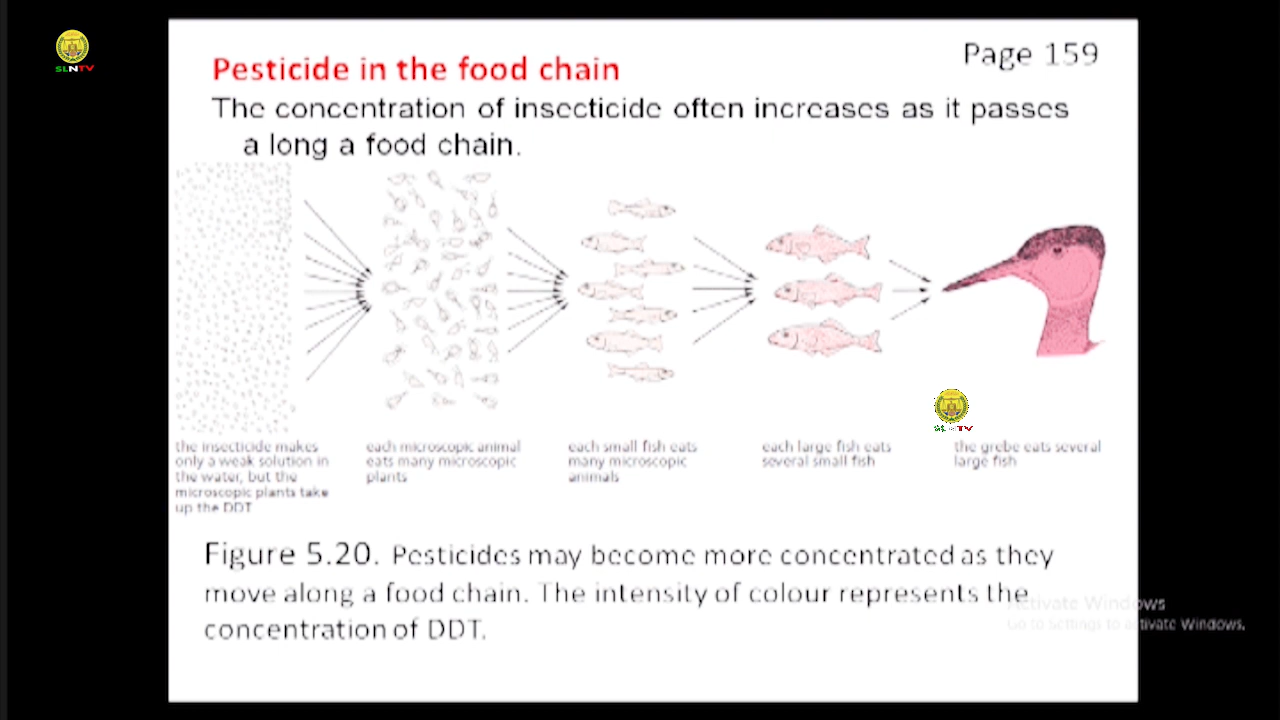 SLNTV
Page 159
Pesticide in the food chain
The concentration of insecticide often increases as it passes
a long a food chain.
SLNTV
the insecticide makes
only a weak solution in
the water, but the
microscopic plants take
up the DDT
each microscopic animal
eats many microscopic
plants
each small fish eats
many microscopic
animals
each large fish eats
several small fish
the grebe eats several
large fish
Figure 5.20. Pesticides may become more concentrated as they
move along a food chain. The intensity of colour represents the
concentration of DDT.
Activate Windows
Go to Settings to activate Windows.